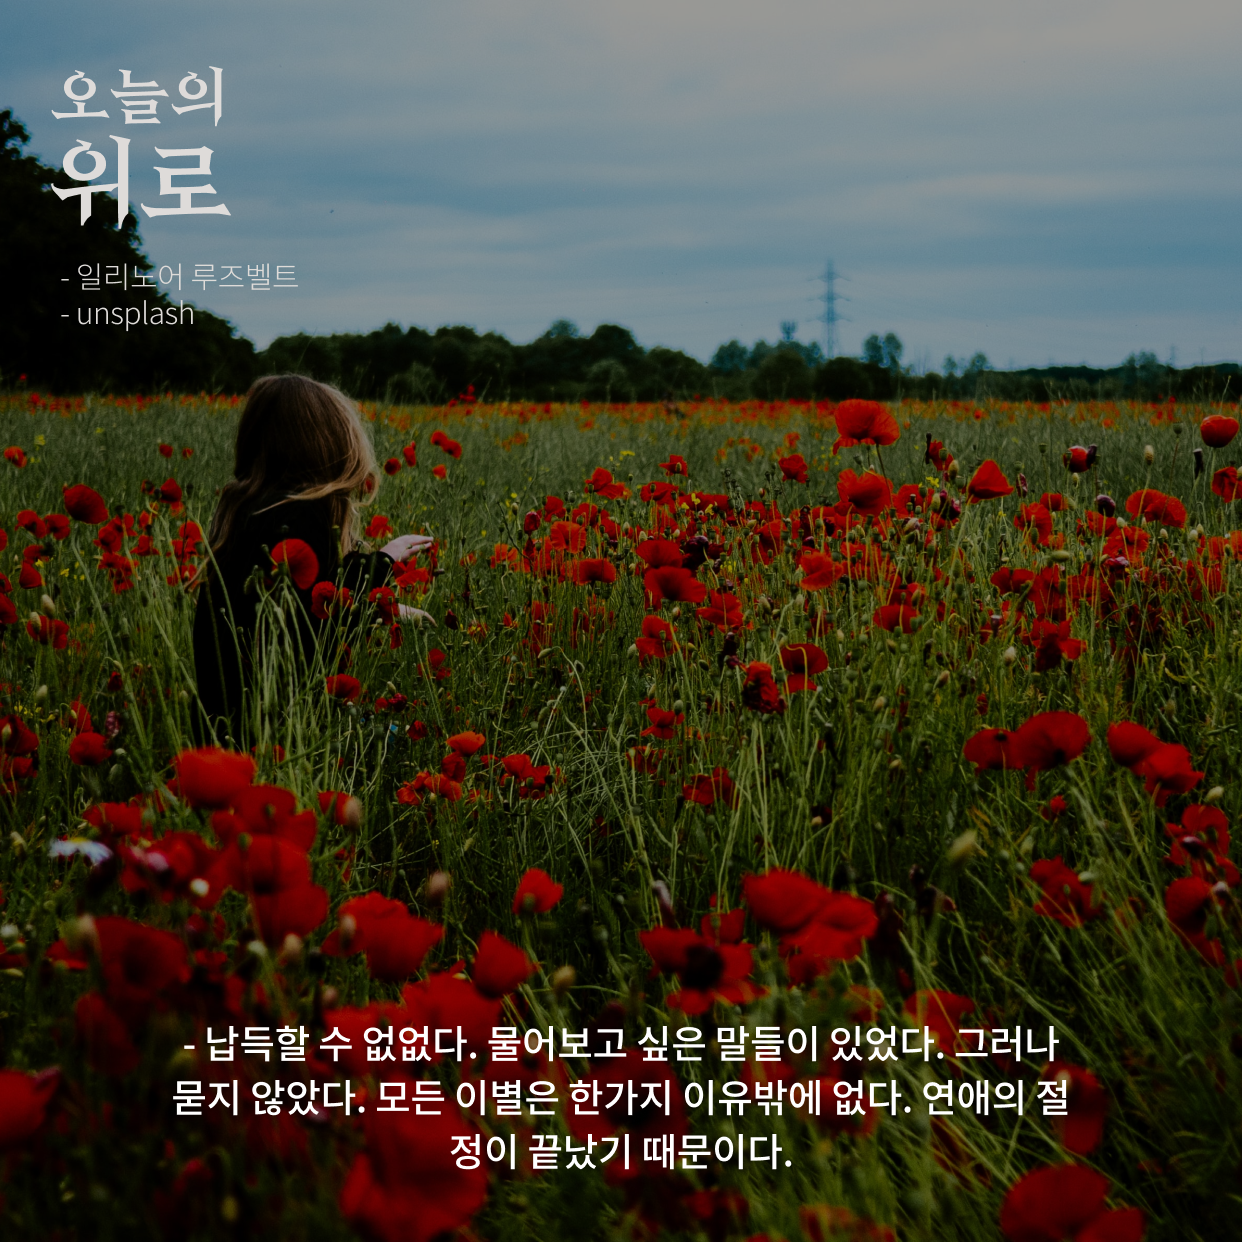 오늘의
위로
- 일리노어 루즈벨트
- unsplash
- 납득할 수 없었다. 물어보고 싶은 말들이 있었다. 그러나
묻지 않았다. 모든 이별은 한가지 이유밖에 없다. 연애의 절
정이 끝났기 때문이다.